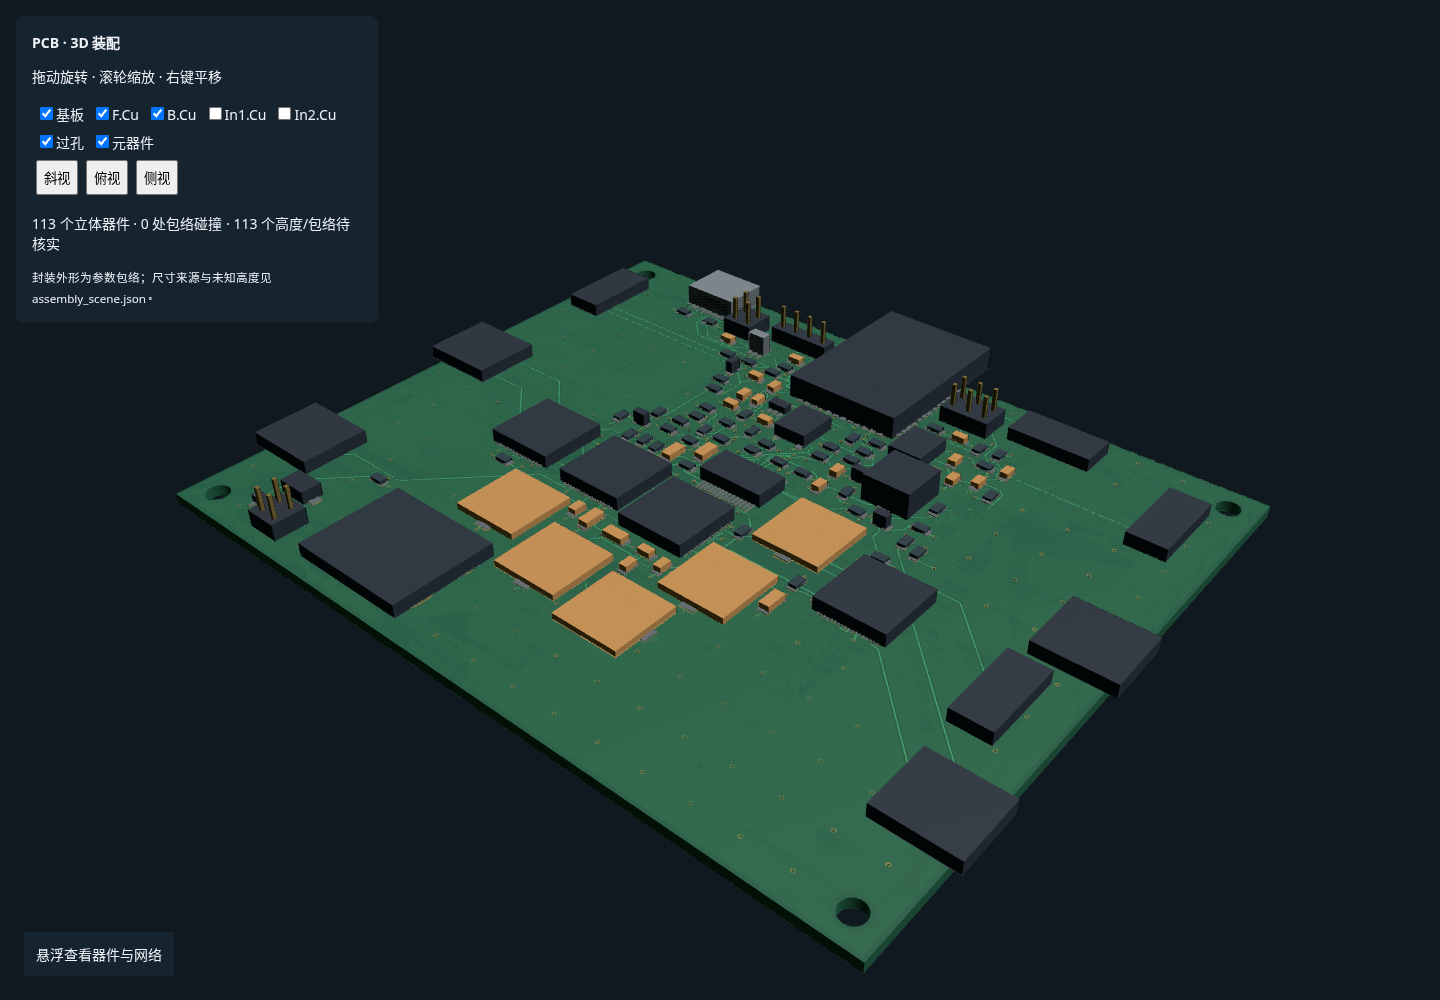 PCB · 3D 装配
拖动旋转 · 滚轮缩放 · 右键平移
基板 F.Cu B.Cu In1.Cu In2.Cu
过孔 元器件
斜视 俯视 侧视
113 个立体器件 · 0 处包络碰撞 · 113 个高度/包络待
核实
封装外形为参数包络；尺寸来源与未知高度见
assembly_scene.json。
悬浮查看器件与网络